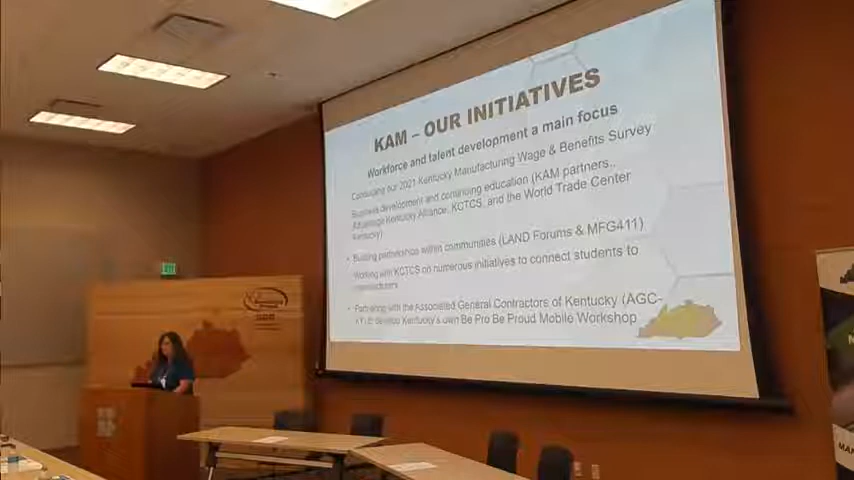 KAM – OUR INITIATIVES
Workforce and talent development a main focus
Conducting our 2021 Kentucky Manufacturing Wage & Benefits Survey
Business development and continuing education (KAM partners..
Advantage Kentucky Alliance, KCTCS, and the World Trade Center
Kentucky)
Building partnerships within communities (LAND Forums & MFG411)
Working with KCTCS on numerous initiatives to connect students to
manufacturers
Partnering with the Associated General Contractors of Kentucky (AGC-
develop Kentucky's own Be Pro Be Proud Mobile Workshop